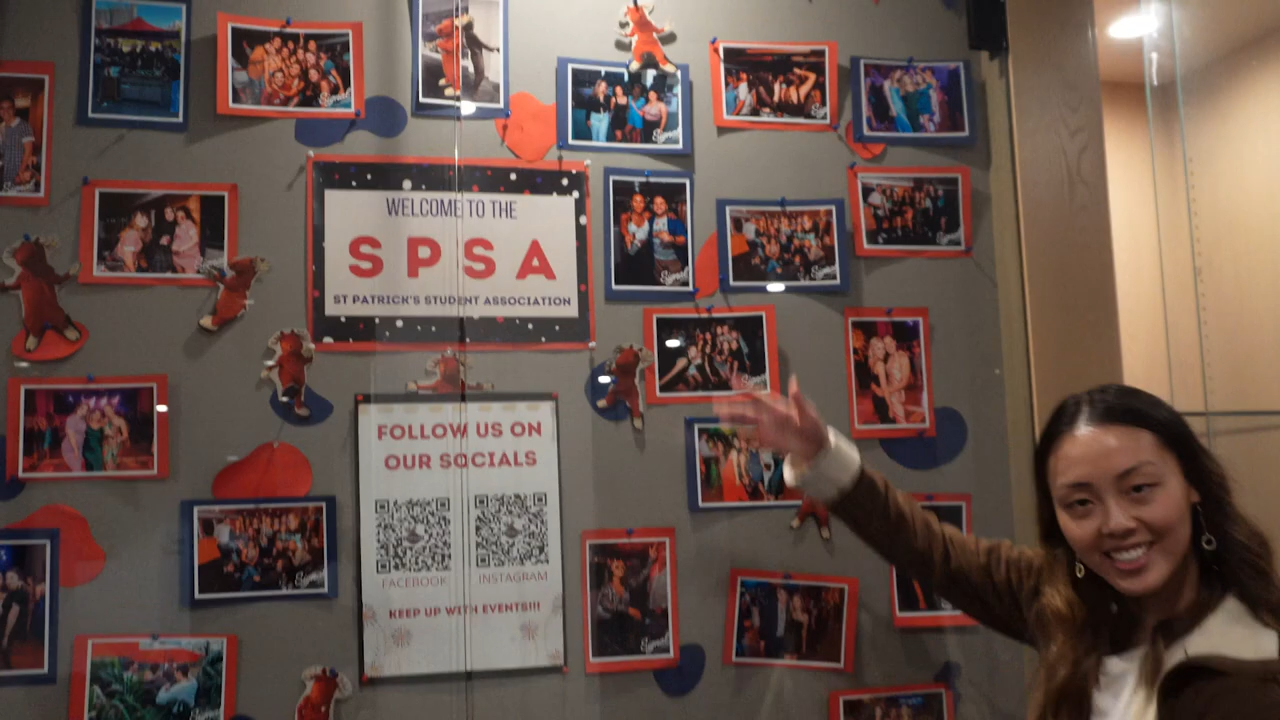 WELCOME TO THE
SPSA
ST PATRICK'S STUDENT ASSOCIATION
FOLLOW US ON
OUR SOCIALS
FACEBOOK
INSTAGRAM
KEEP UP WITH EVENTS!!!